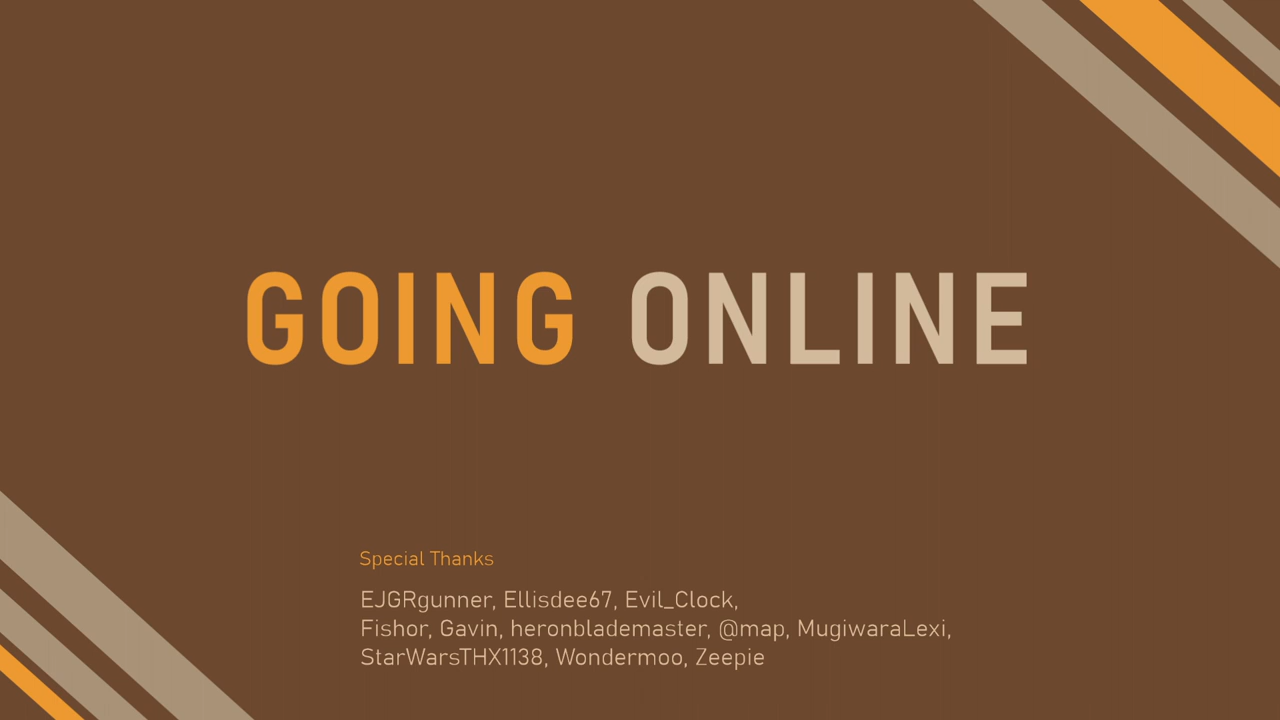 GOING ONLINE
Special Thanks
EJGRgunner, Ellisdee67, Evil_Clock,
Fishor, Gavin, heronblademaster, @map, MugiwaraLexi,
StarWarsTHX1138, Wondermoo, Zeepie